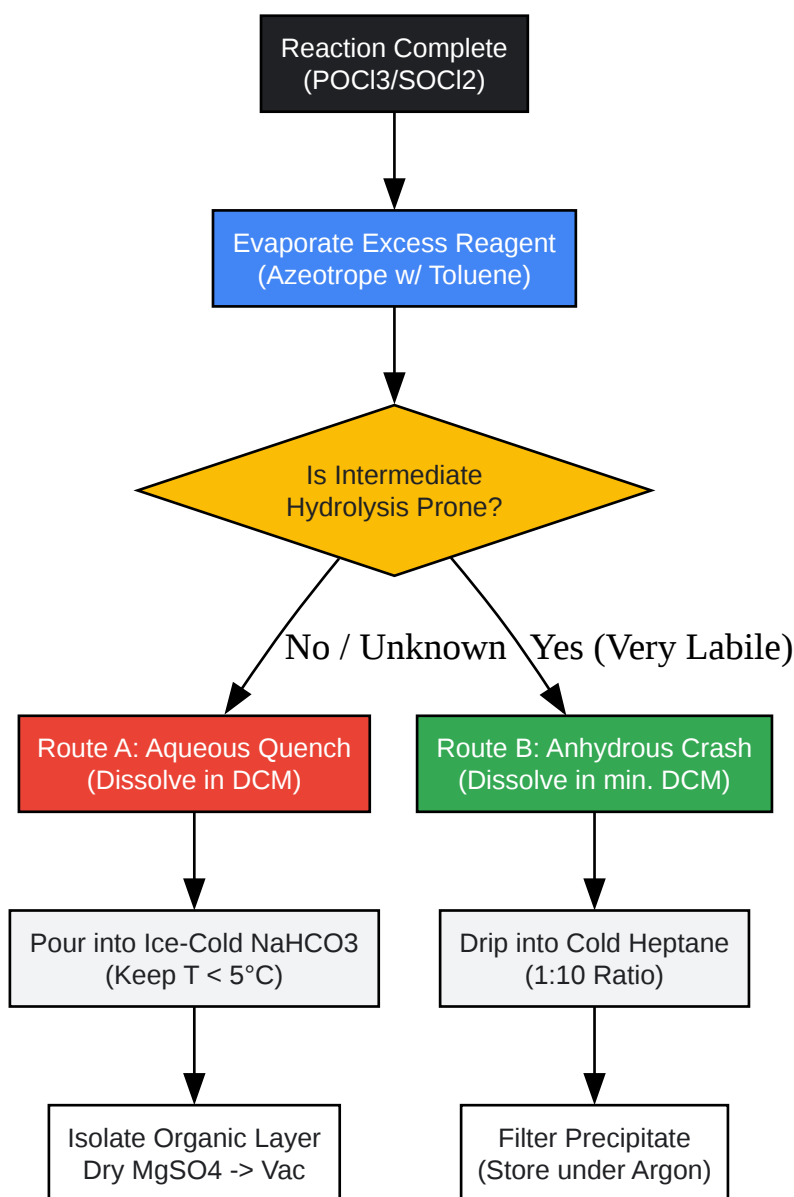 Reaction Complete
(POCl3/SOCl2)
Evaporate Excess Reagent
(Azeotrope w/ Toluene)
Is Intermediate
Hydrolysis Prone?
No / Unknown
Yes (Very Labile)
Route A: Aqueous Quench
(Dissolve in DCM)
Route B: Anhydrous Crash
(Dissolve in min. DCM)
Pour into Ice-Cold NaHCO3
(Keep T < 5°C)
Drip into Cold Heptane
(1:10 Ratio)
Isolate Organic Layer
Dry MgSO4 -> Vac
Filter Precipitate
(Store under Argon)